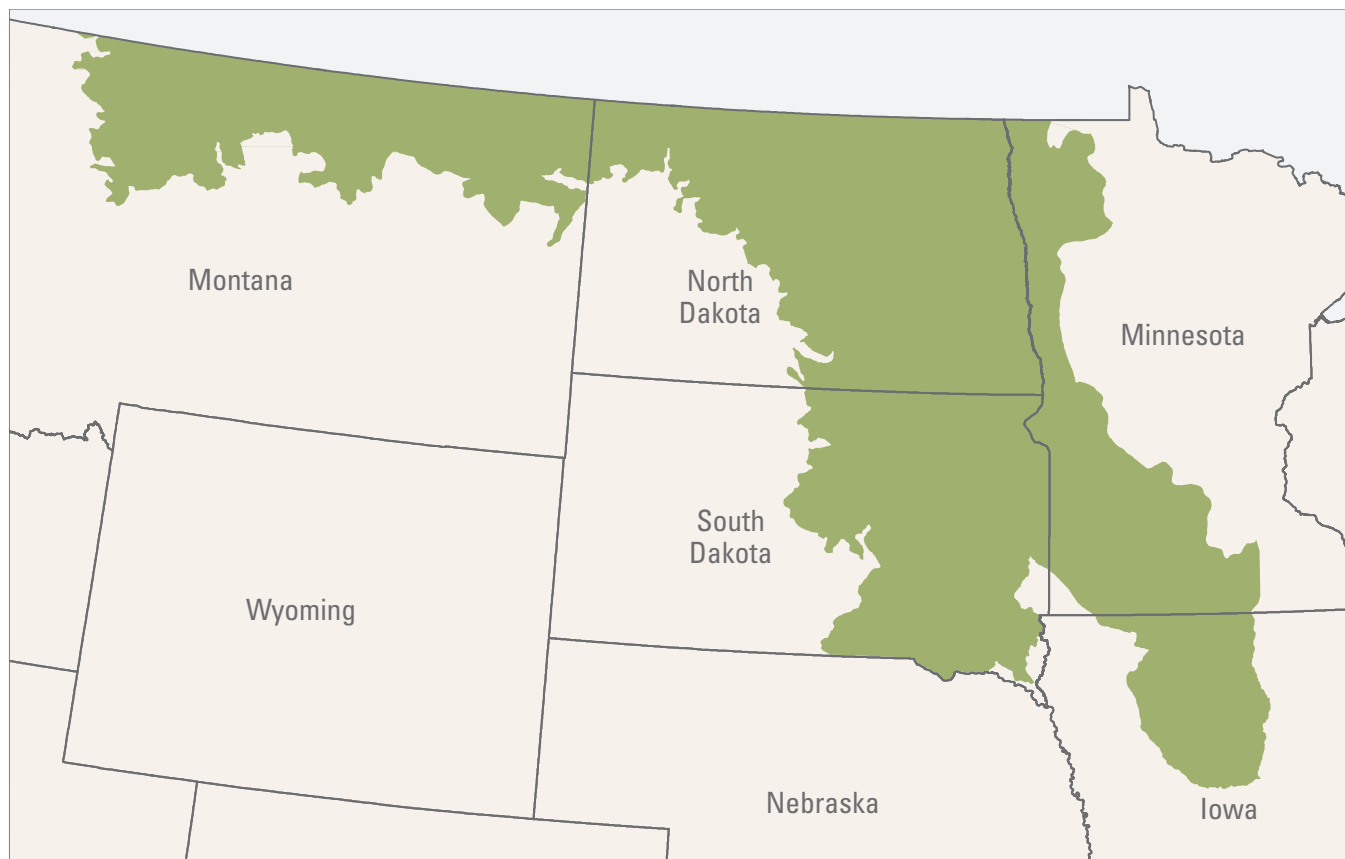 Montana
North
Dakota
Minnesota
South
Dakota
Wyoming
Nebraska
Iowa